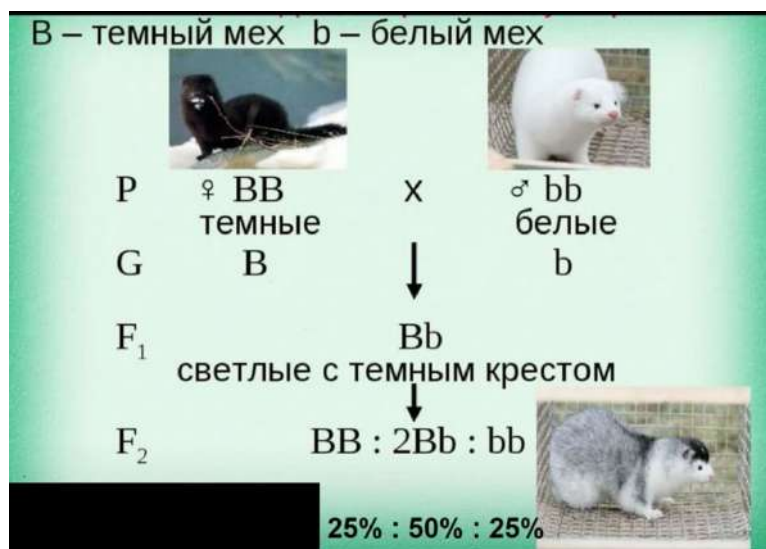 B – темный мех b – белый мех
P ♀ BB x ♂ bb
темные белые
G B b
F₁ Bb
светлые с темным крестом
F₂ BB : 2Bb : bb
25% : 50% : 25%